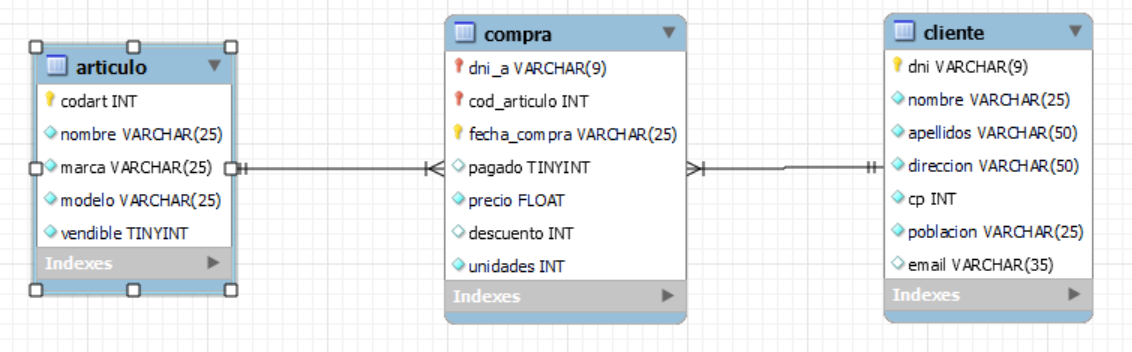 articulo
codart INT
nombre VARCHAR(25)
marca VARCHAR(25)
modelo VARCHAR(25)
vendible TINYINT
Indexes
compra
dni_a VARCHAR(9)
cod_articulo INT
fecha_compra VARCHAR(25)
pagado TINYINT
precio FLOAT
descuento INT
unidades INT
Indexes
cliente
dni VARCHAR(9)
nombre VARCHAR(25)
apellidos VARCHAR(50)
direccion VARCHAR(50)
cp INT
poblacion VARCHAR(25)
email VARCHAR(35)
Indexes